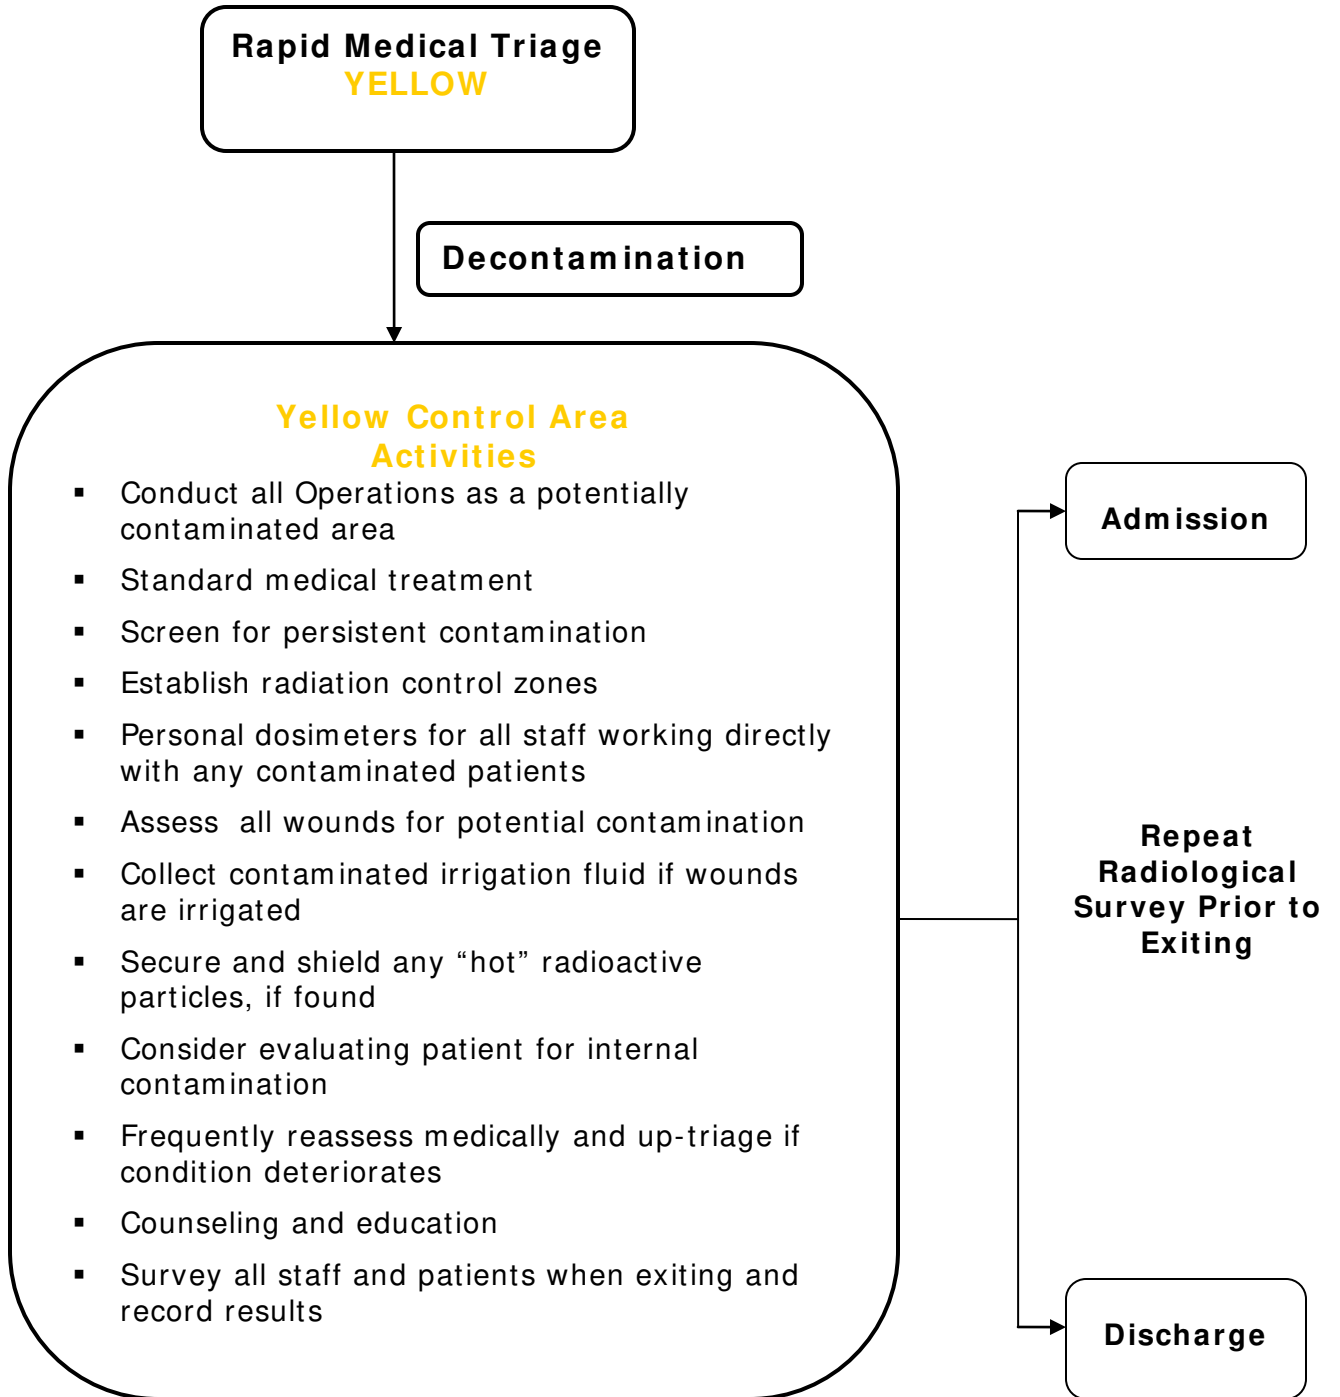 Rapid Medical Triage
YELLOW
Decontamination
Yellow Control Area
Activities
▪ Conduct all Operations as a potentially
contaminated area
▪ Standard medical treatment
▪ Screen for persistent contamination
▪ Establish radiation control zones
▪ Personal dosimeters for all staff working directly
with any contaminated patients
▪ Assess all wounds for potential contamination
▪ Collect contaminated irrigation fluid if wounds
are irrigated
▪ Secure and shield any “hot” radioactive
particles, if found
▪ Consider evaluating patient for internal
contamination
▪ Frequently reassess medically and up-triage if
condition deteriorates
▪ Counseling and education
▪ Survey all staff and patients when exiting and
record results
Admission
Repeat
Radiological
Survey Prior to
Exiting
Discharge